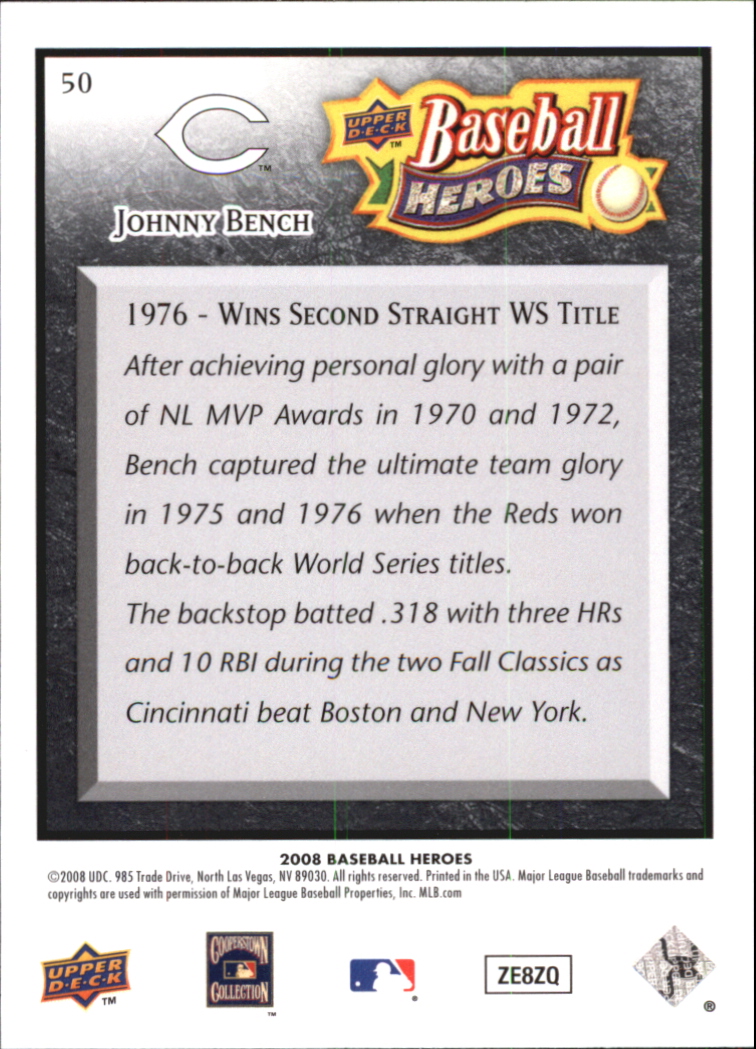 50
UPPER
D·E·C·K
™
Baseball
HEROES
™
JOHNNY BENCH
1976 - WINS SECOND STRAIGHT WS TITLE
After achieving personal glory with a pair
of NL MVP Awards in 1970 and 1972,
Bench captured the ultimate team glory
in 1975 and 1976 when the Reds won
back-to-back World Series titles.
The backstop batted .318 with three HRs
and 10 RBI during the two Fall Classics as
Cincinnati beat Boston and New York.
2008 BASEBALL HEROES
©2008 UDC. 985 Trade Drive, North Las Vegas, NV 89030. All rights reserved. Printed in the USA. Major League Baseball trademarks and
copyrights are used with permission of Major League Baseball Properties, Inc. MLB.com
UPPER
D·E·C·K
™
COOPERSTOWN
COLLECTION
™
ZE8ZQ
®